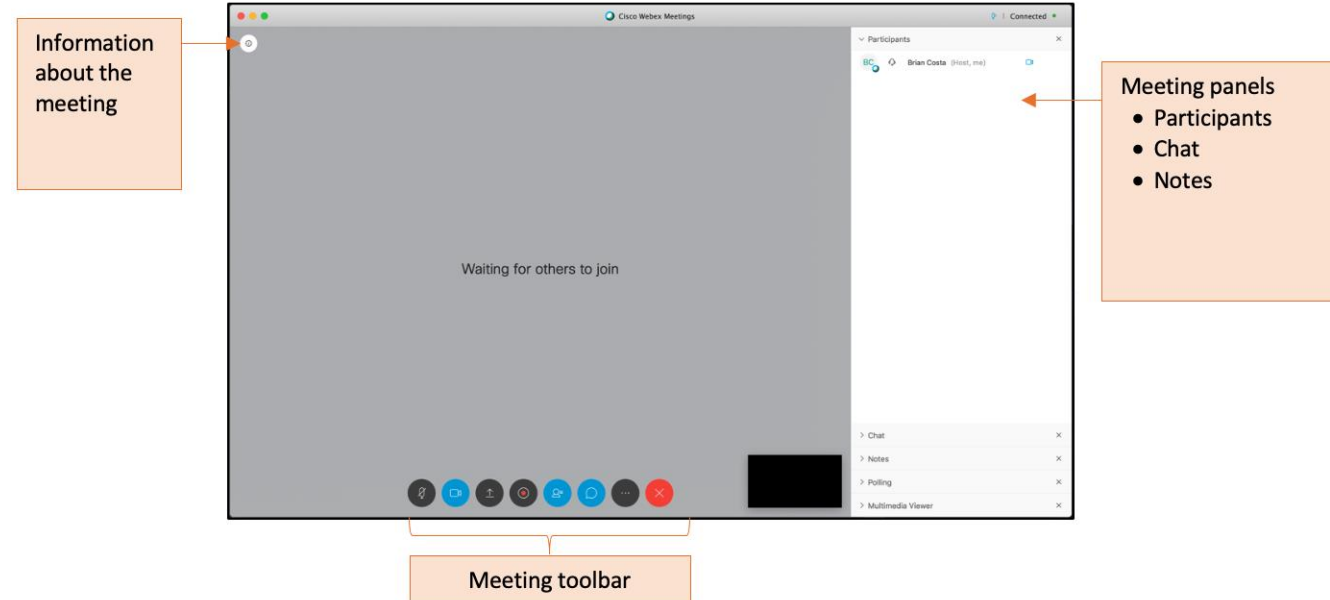 Information
about the
meeting
Cisco Webex Meetings
Connected
Participants
BC Brian Costa (Host, me)
Waiting for others to join
Chat
Notes
Polling
Multimedia Viewer
Meeting panels
• Participants
• Chat
• Notes
Meeting toolbar